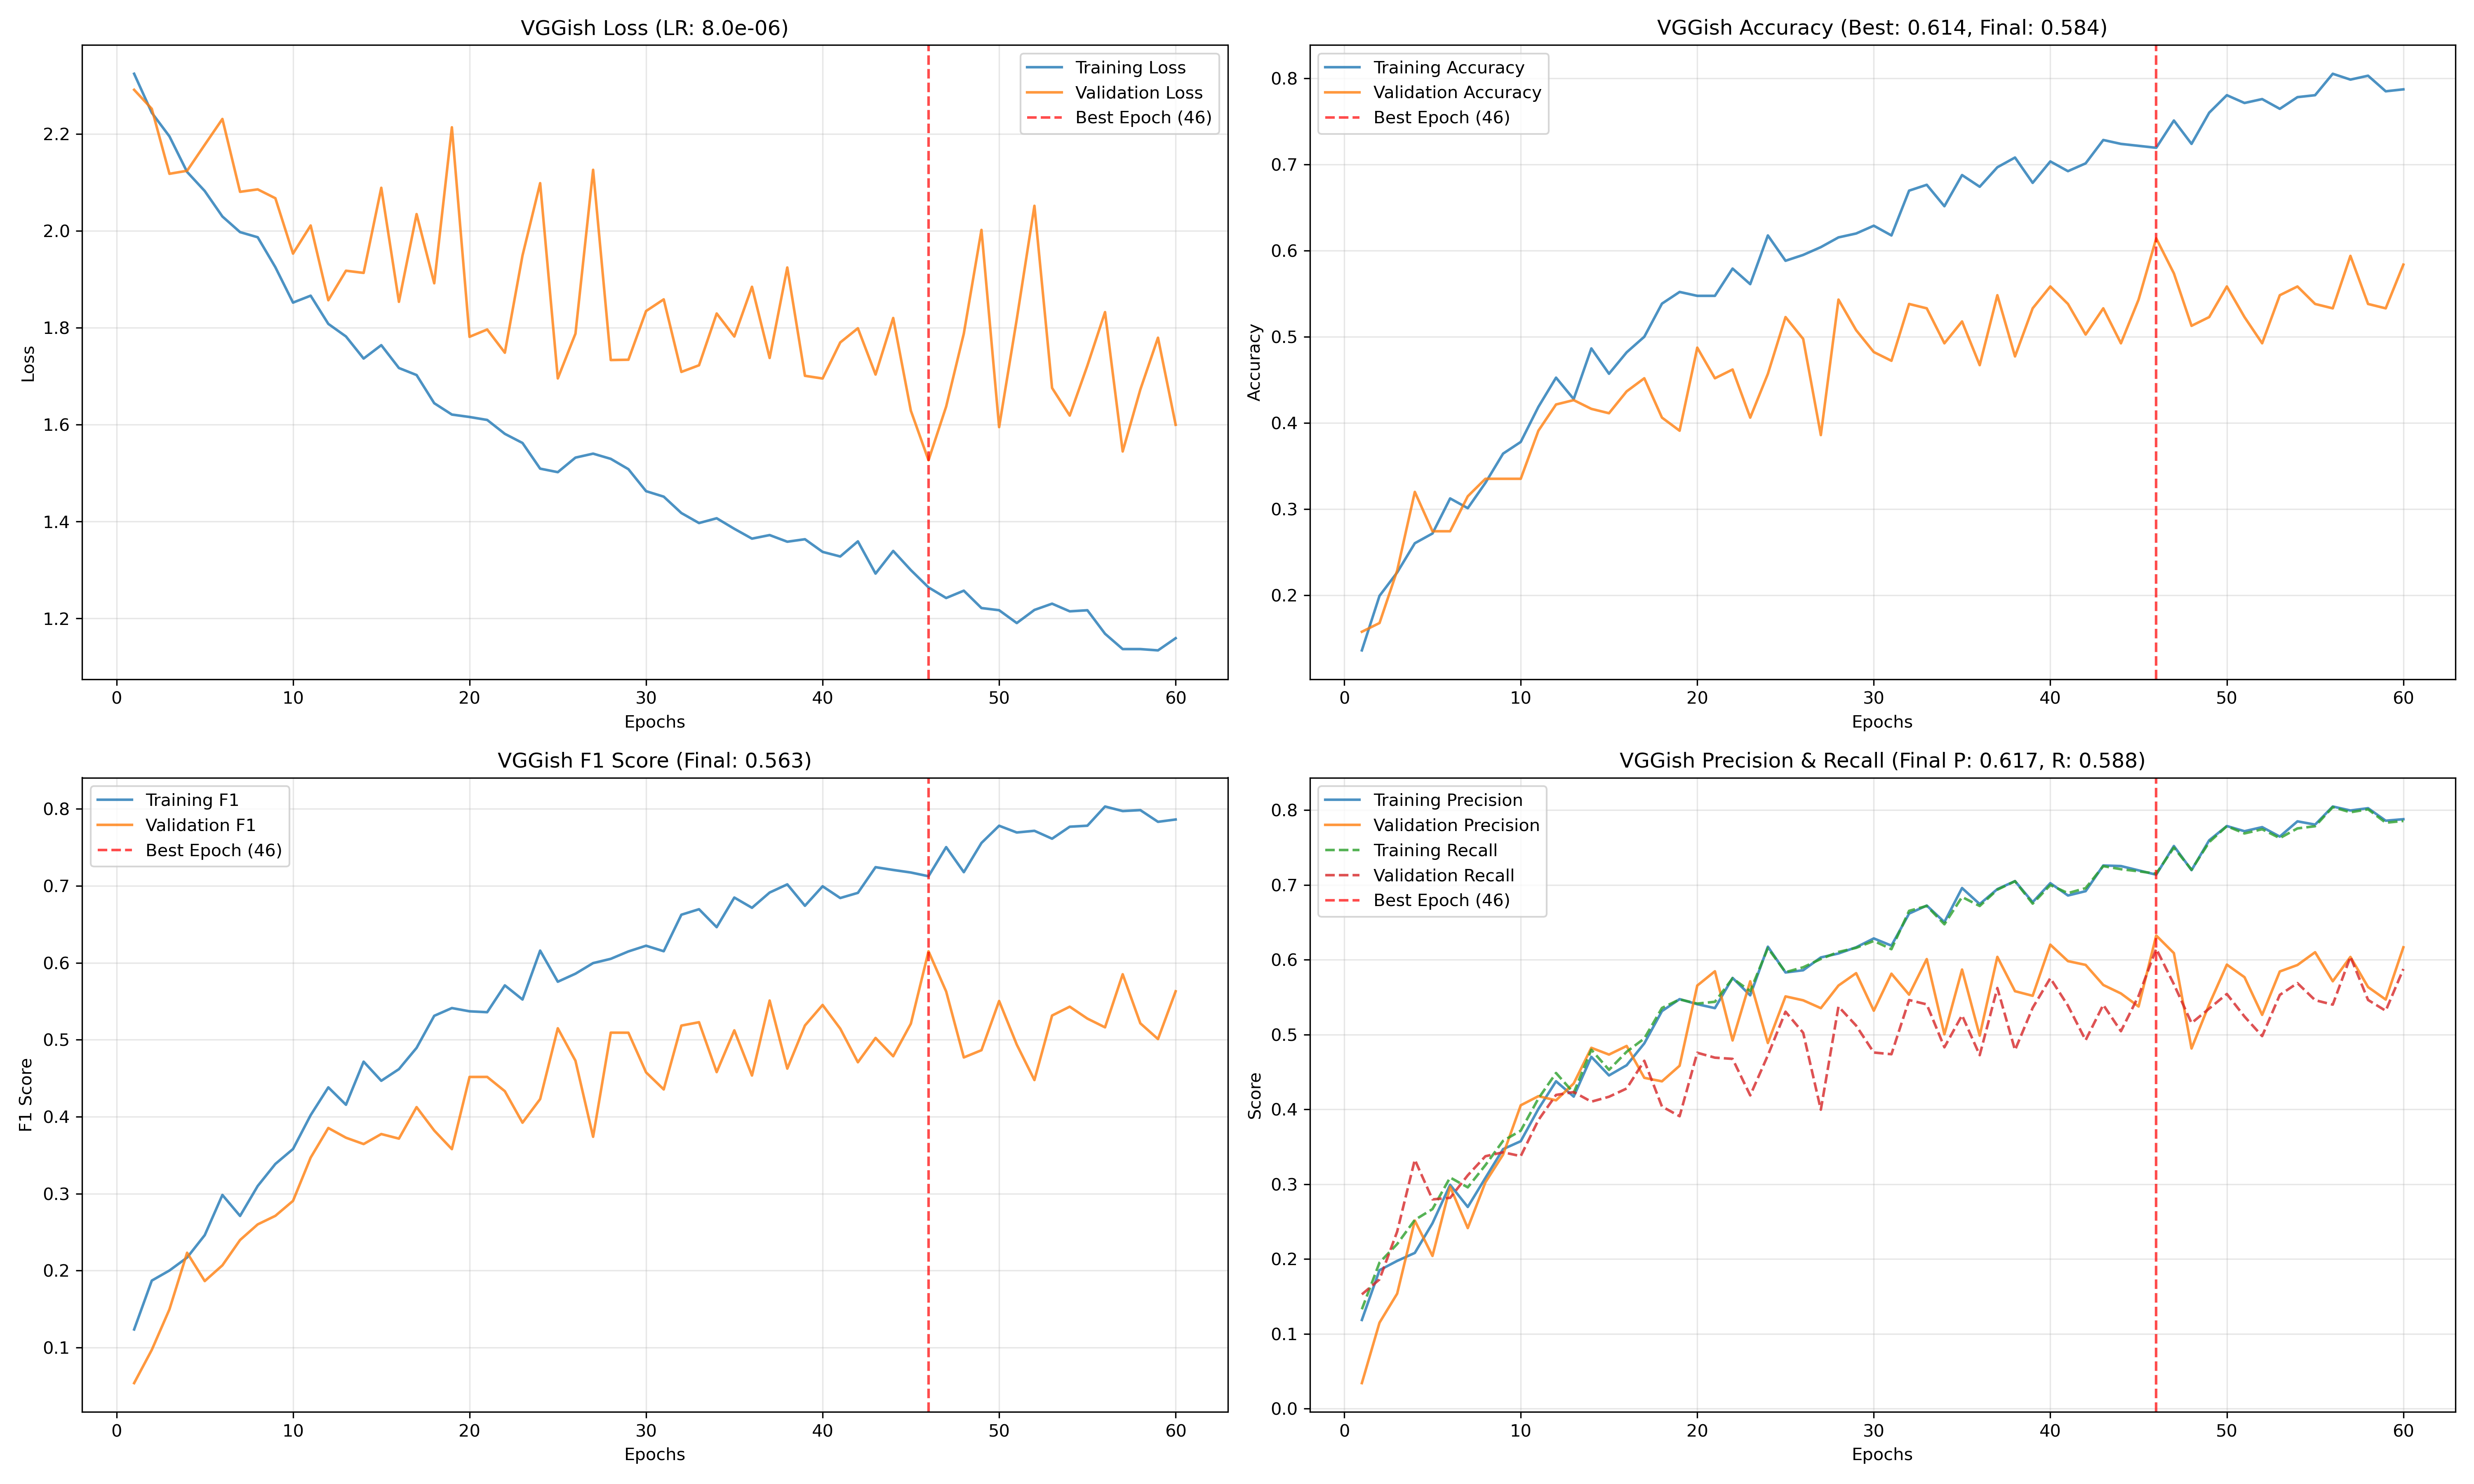 VGGish Loss (LR: 8.0e-06)
Training Loss
Validation Loss
Best Epoch (46)
Loss
2.2
2.0
1.8
1.6
1.4
1.2
0 10 20 30 40 50 60
Epochs
VGGish Accuracy (Best: 0.614, Final: 0.584)
Training Accuracy
Validation Accuracy
Best Epoch (46)
Accuracy
0.8
0.7
0.6
0.5
0.4
0.3
0.2
0 10 20 30 40 50 60
Epochs
VGGish F1 Score (Final: 0.563)
Training F1
Validation F1
Best Epoch (46)
F1 Score
0.8
0.7
0.6
0.5
0.4
0.3
0.2
0.1
0 10 20 30 40 50 60
Epochs
VGGish Precision & Recall (Final P: 0.617, R: 0.588)
Training Precision
Validation Precision
Training Recall
Validation Recall
Best Epoch (46)
Score
0.8
0.7
0.6
0.5
0.4
0.3
0.2
0.1
0.0
0 10 20 30 40 50 60
Epochs